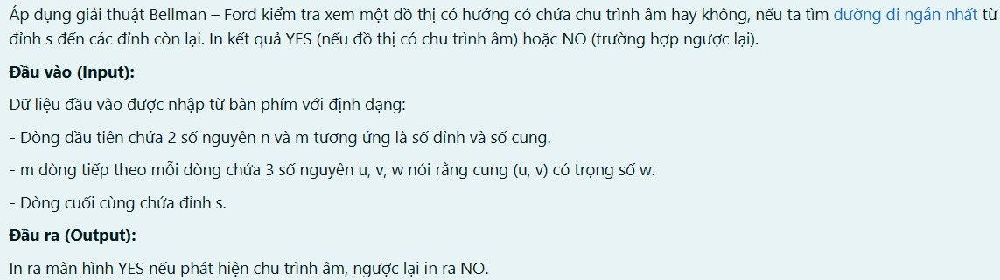 Áp dụng giải thuật Bellman – Ford kiểm tra xem một đồ thị có hướng có chứa chu trình âm hay không, nếu ta tìm đường đi ngắn nhất từ
đỉnh s đến các đỉnh còn lại. In kết quả YES (nếu đồ thị có chu trình âm) hoặc NO (trường hợp ngược lại).
Đầu vào (Input):
Dữ liệu đầu vào được nhập từ bàn phím với định dạng:
- Dòng đầu tiên chứa 2 số nguyên n và m tương ứng là số đỉnh và số cung.
- m dòng tiếp theo mỗi dòng chứa 3 số nguyên u, v, w nói rằng cung (u, v) có trọng số w.
- Dòng cuối cùng chứa đỉnh s.
Đầu ra (Output):
In ra màn hình YES nếu phát hiện chu trình âm, ngược lại in ra NO.